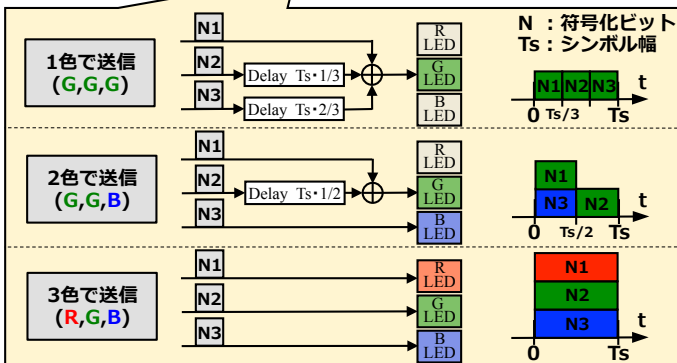 N : 符号化ビット
Ts: シンボル幅
1色で送信
(G,G,G)
N1
N2
N3
Delay Ts・1/3
Delay Ts・2/3
R
LED
G
LED
B
LED
N1 N2 N3
t
0
Ts/3
Ts
2色で送信
(G,G,B)
N1
N2
N3
Delay Ts・1/2
R
LED
G
LED
B
LED
N1
N3
N2
t
0
Ts/2
Ts
3色で送信
(R,G,B)
N1
N2
N3
R
LED
G
LED
B
LED
N1
N2
N3
t
0
Ts